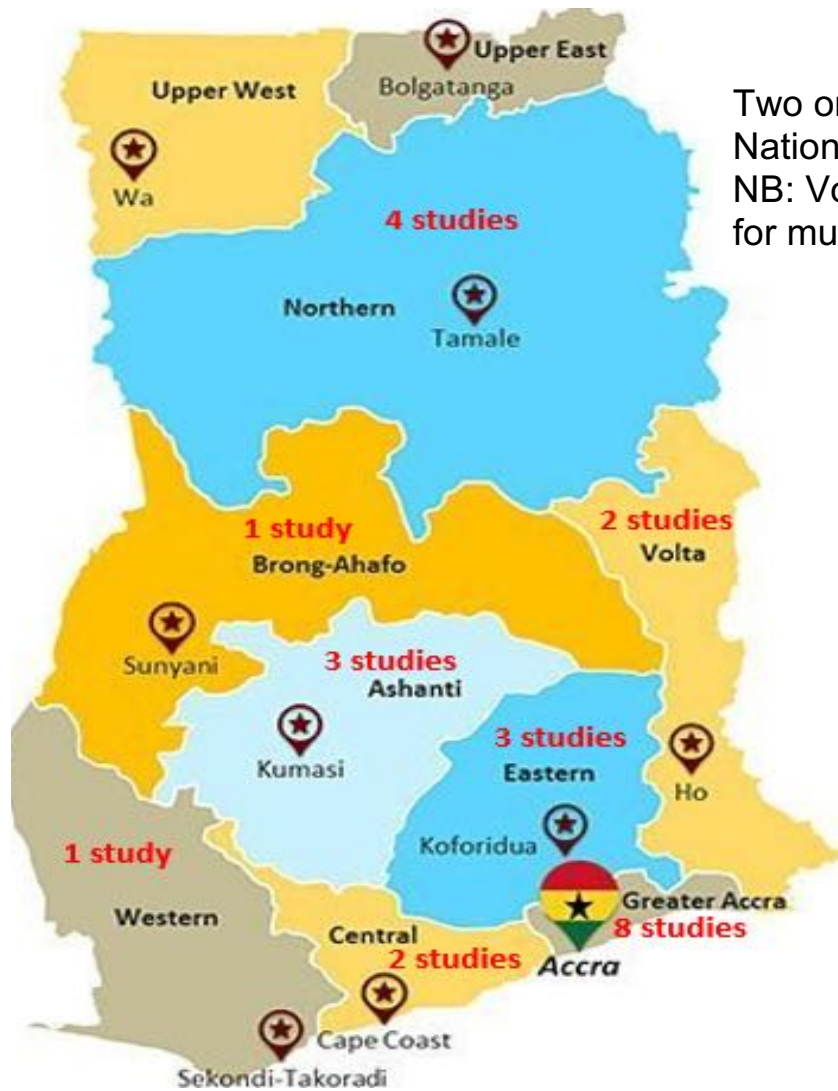 Upper East
Bolgatanga
Upper West
Wa
Two or
Nation
NB: Vo
for mu
4 studies
Northern
Tamale
1 study
Brong-Ahafo
2 studies
Volta
Sunyani
3 studies
Ashanti
Kumasi
3 studies
Eastern
Ho
Koforidua
1 study
Western
Greater Accra
8 studies
Accra
Central
2 studies
Cape Coast
Sekondi-Takoradi